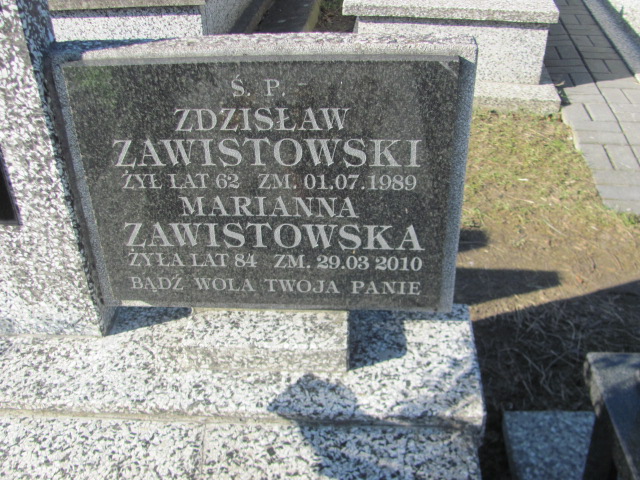 Ś. P.
ZDZISŁAW
ZAWISTOWSKI
ŻYŁ LAT 62 ZM. 01.07.1989
MARIANNA
ZAWISTOWSKA
ŻYŁA LAT 84 ZM. 29.03 2010
BĄDŹ WOLA TWOJA PANIE